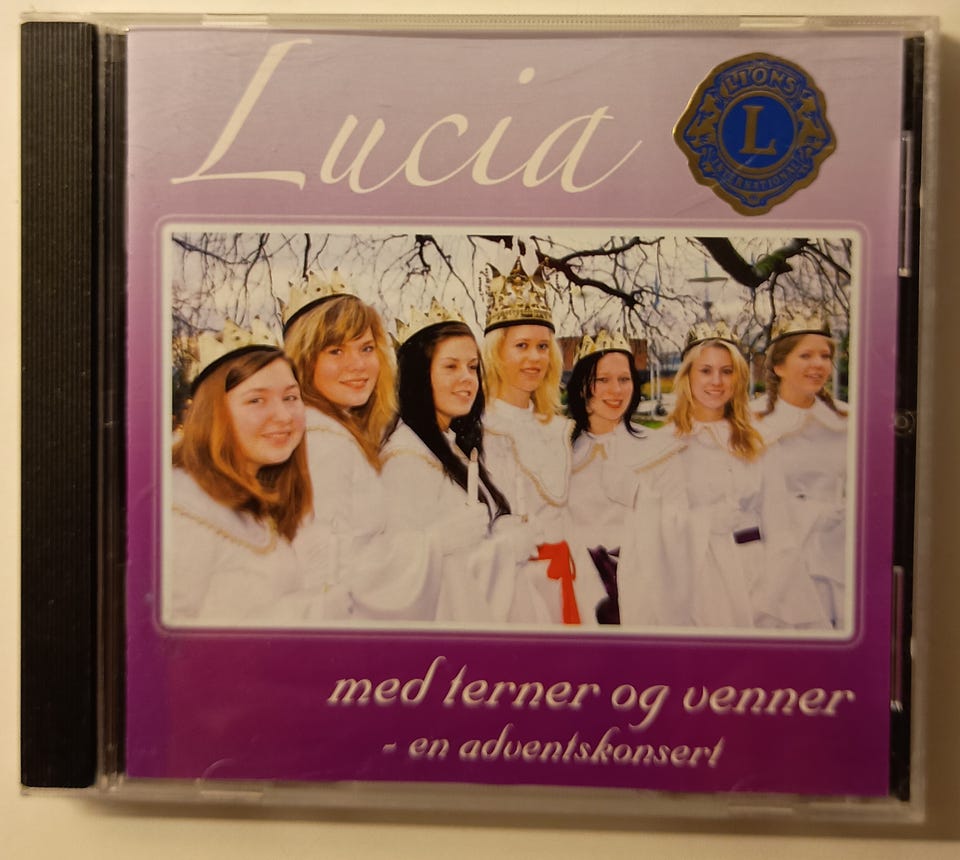 Lucia
LIONS
L
INTERNATIONAL
med terner og venner
- en adventskonsert